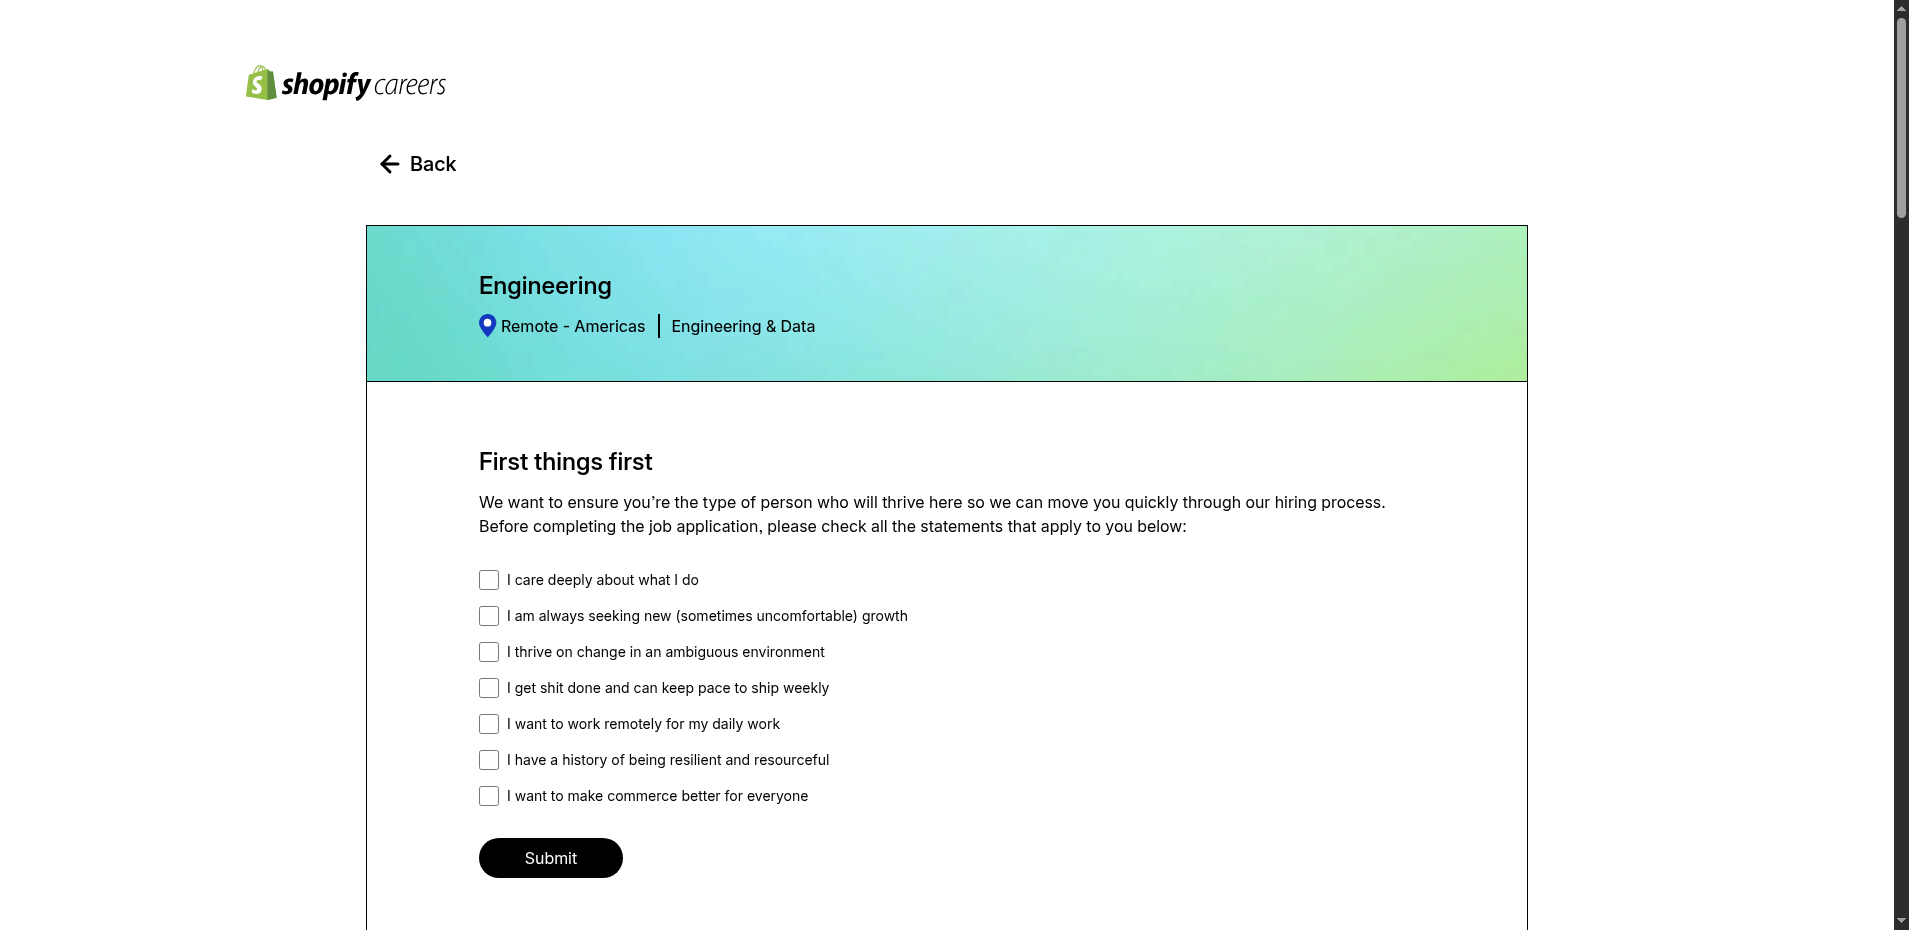 shopify careers
Back
Engineering
Remote - Americas | Engineering & Data
First things first
We want to ensure you’re the type of person who will thrive here so we can move you quickly through our hiring process.
Before completing the job application, please check all the statements that apply to you below:
I care deeply about what I do
I am always seeking new (sometimes uncomfortable) growth
I thrive on change in an ambiguous environment
I get shit done and can keep pace to ship weekly
I want to work remotely for my daily work
I have a history of being resilient and resourceful
I want to make commerce better for everyone
Submit